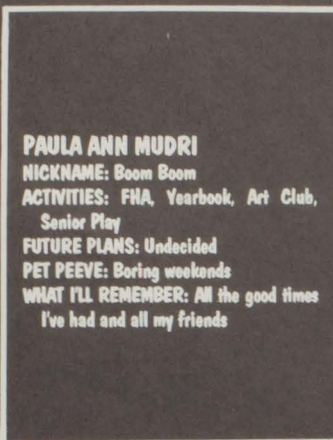 PAULA ANN MUDRI
NICKNAME: Boom Boom
ACTIVITIES: FHA, Yearbook, Art Club,
Senior Play
FUTURE PLANS: Undecided
PET PEEVE: Boring weekends
WHAT I'LL REMEMBER: All the good times
I've had and all my friends